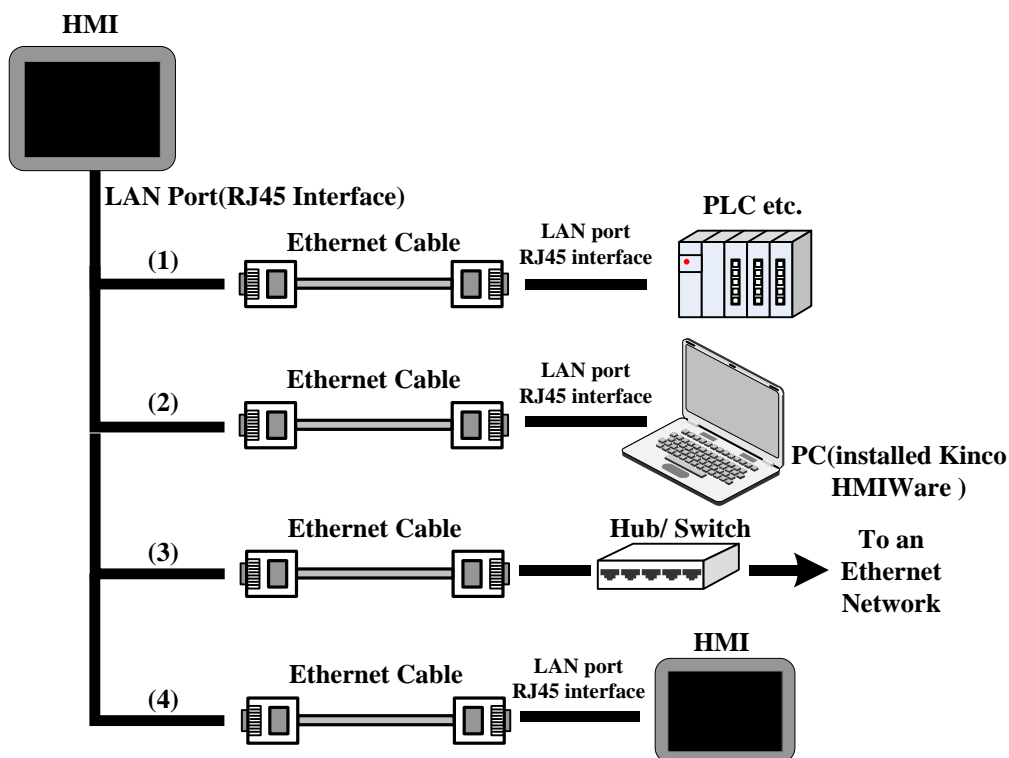 HMI
LAN Port(RJ45 Interface)
PLC etc.
(1)
Ethernet Cable
LAN port
RJ45 interface
(2)
Ethernet Cable
LAN port
RJ45 interface
PC(installed Kinco
HMIWare )
(3)
Ethernet Cable
Hub/ Switch
To an
Ethernet
Network
HMI
(4)
Ethernet Cable
LAN port
RJ45 interface